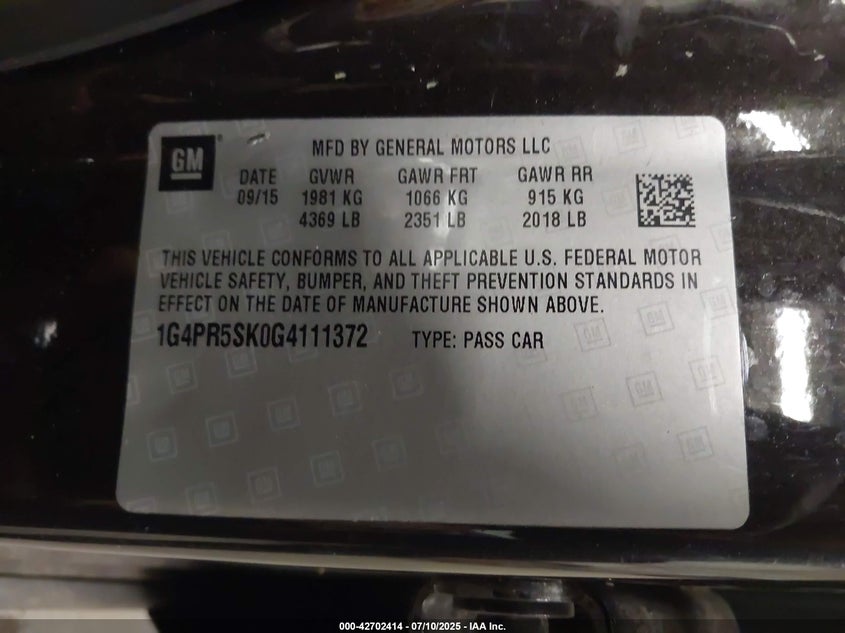 GM
MFD BY GENERAL MOTORS LLC
DATE GVWR GAWR FRT GAWR RR
09/15 1981 KG 1066 KG 915 KG
4369 LB 2351 LB 2018 LB
THIS VEHICLE CONFORMS TO ALL APPLICABLE U.S. FEDERAL MOTOR
VEHICLE SAFETY, BUMPER, AND THEFT PREVENTION STANDARDS IN
EFFECT ON THE DATE OF MANUFACTURE SHOWN ABOVE.
1G4PR5SK0G4111372 TYPE: PASS CAR
000-42702414 - 07/10/2025 - IAA Inc.